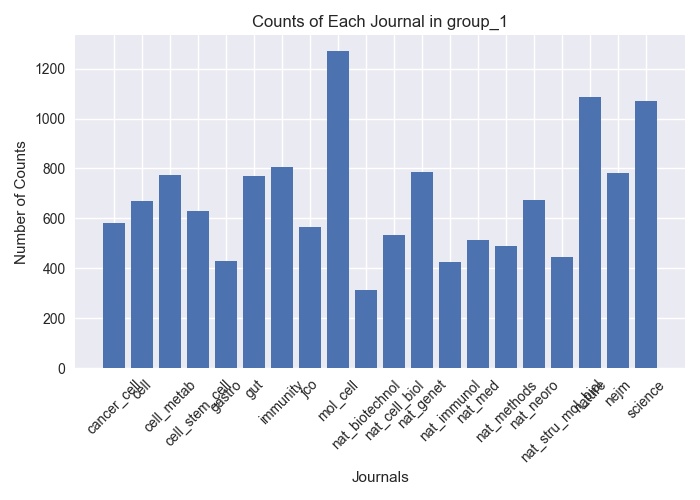 Counts of Each Journal in group_1
Number of Counts
1200
1000
800
600
400
200
0
cancer_cell
cell
cell_metab
cell_stem_cell
gastro
gut
immunity
jco
mol_cell
nat_biotechnol
nat_cell_biol
nat_genet
nat_immunol
nat_med
nat_methods
nat_neoro
nat_stru_mol_biol
nature
nejm
science
Journals